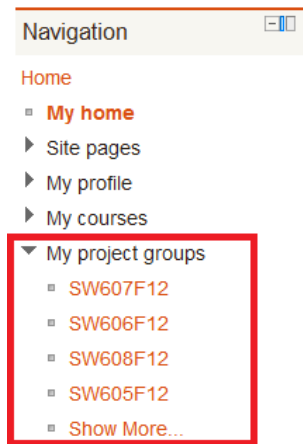 Navigation
Home
My home
Site pages
My profile
My courses
My project groups
SW607F12
SW606F12
SW608F12
SW605F12
Show More...